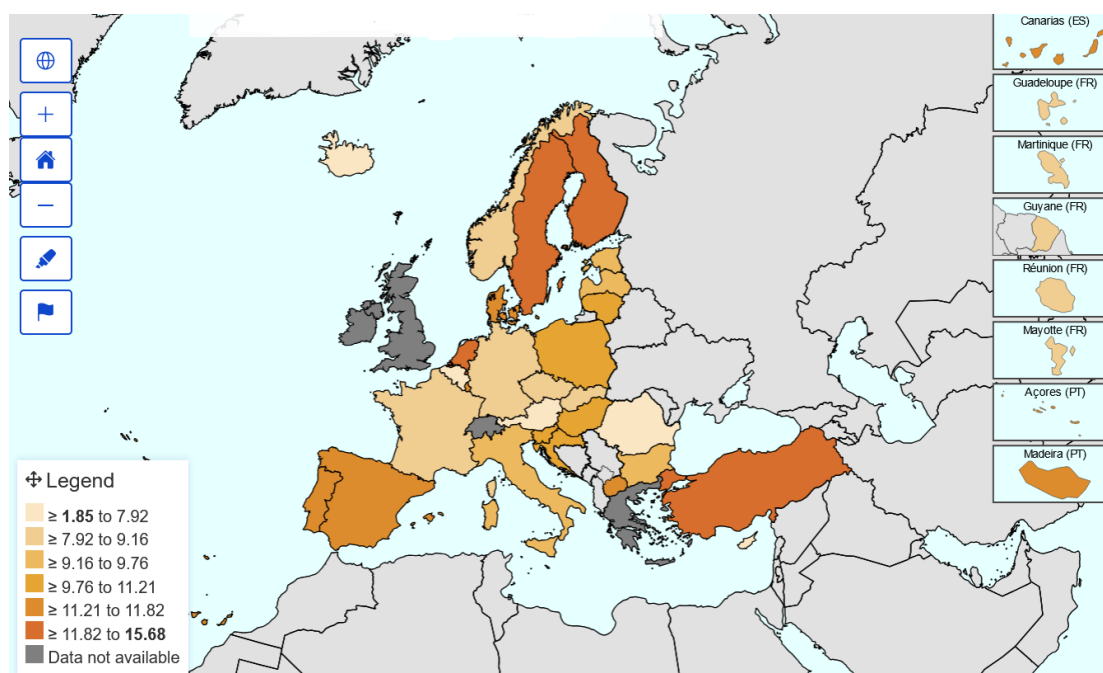 Canarias (ES)
Guadeloupe (FR)
Martinique (FR)
Guyane (FR)
Réunion (FR)
Mayotte (FR)
Açores (PT)
Madeira (PT)
Legend
≥ 1.85 to 7.92
≥ 7.92 to 9.16
≥ 9.16 to 9.76
≥ 9.76 to 11.21
≥ 11.21 to 11.82
≥ 11.82 to 15.68
Data not available